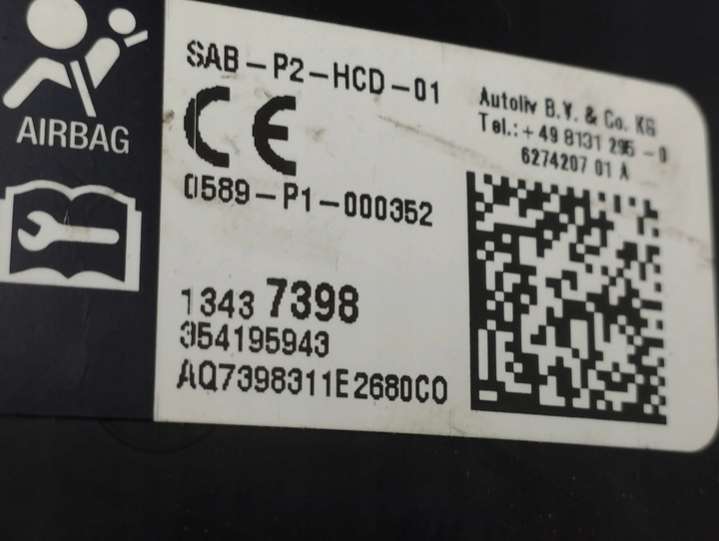 AIRBAG
SAB-P2-HCD-01
CE
0589-P1-000352
1343 7398
354195943
AQ7398311E2680C0
Autoliv B.V. & Co. KG
Tel.: +49 8131 295-0
6274207 01 A